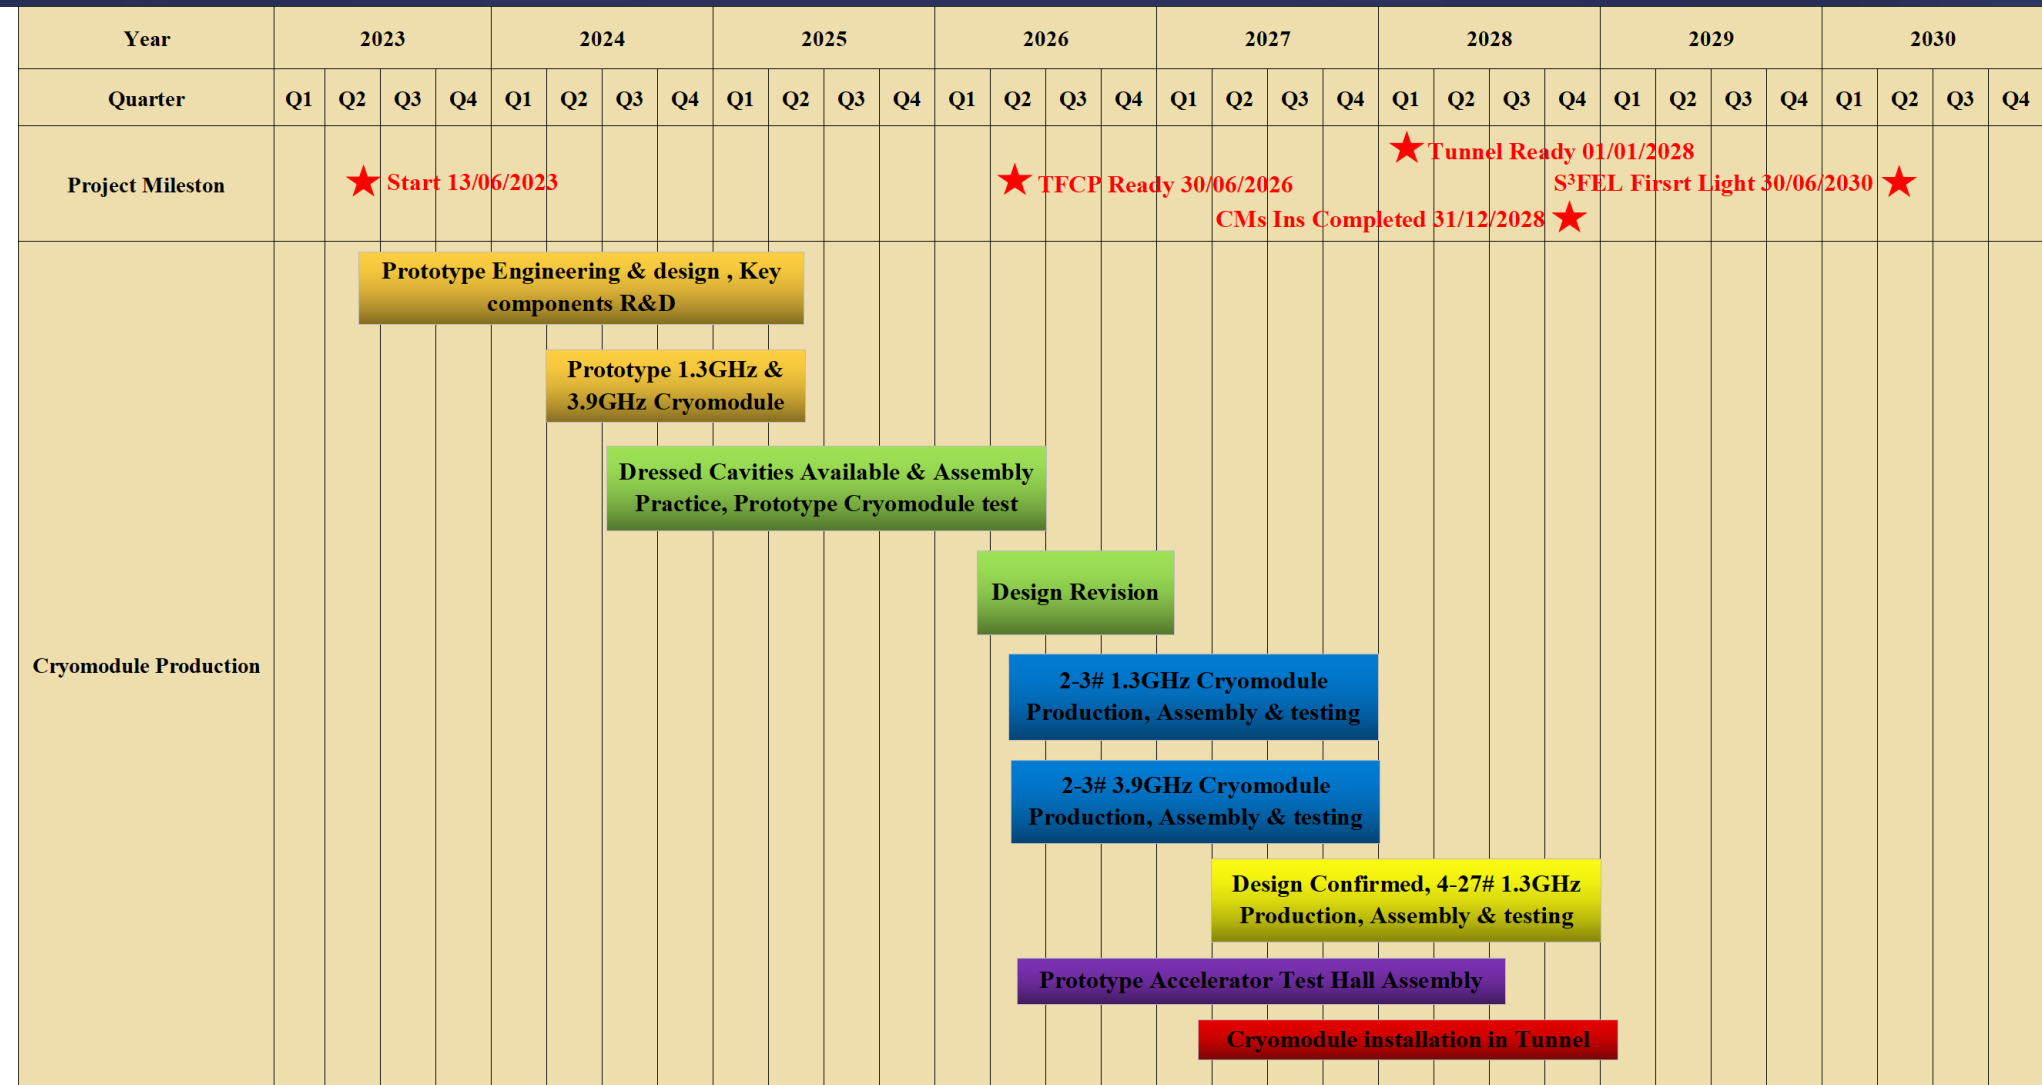 Year 2023 2024 2025 2026 2027 2028 2029 2030
Quarter Q1 Q2 Q3 Q4 Q1 Q2 Q3 Q4 Q1 Q2 Q3 Q4 Q1 Q2 Q3 Q4 Q1 Q2 Q3 Q4 Q1 Q2 Q3 Q4 Q1 Q2 Q3 Q4 Q1 Q2 Q3 Q4
Project Mileston
Start 13/06/2023
TFCP Ready 30/06/2026
Tunnel Ready 01/01/2028
S³FEL Firsrt Light 30/06/2030
CMs Ins Completed 31/12/2028
Cryomodule Production
Prototype Engineering & design , Key
components R&D
Prototype 1.3GHz &
3.9GHz Cryomodule
Dressed Cavities Available & Assembly
Practice, Prototype Cryomodule test
Design Revision
2-3# 1.3GHz Cryomodule
Production, Assembly & testing
2-3# 3.9GHz Cryomodule
Production, Assembly & testing
Design Confirmed, 4-27# 1.3GHz
Production, Assembly & testing
Prototype Accelerator Test Hall Assembly
Cryomodule installation in Tunnel